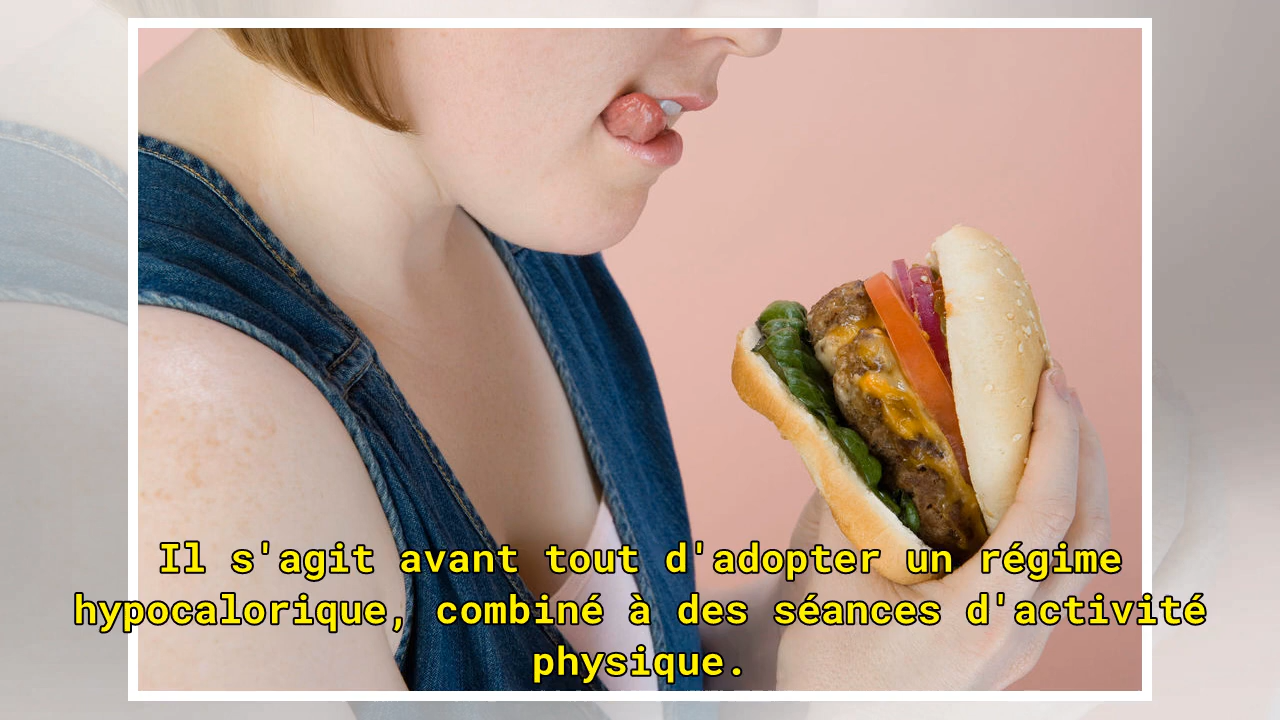 Il s'agit avant tout d'adopter un régime
hypocalorique, combiné à des séances d'activité
physique.